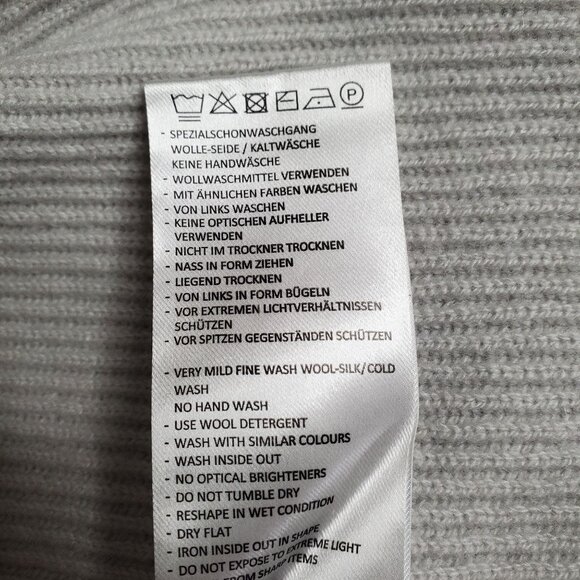 P
- SPEZIALSCHONWASCHGANG
WOLLE-SEIDE / KALTWÄSCHE
KEINE HANDWÄSCHE
- WOLLWASCHMITTEL VERWENDEN
- MIT ÄHNLICHEN FARBEN WASCHEN
- VON LINKS WASCHEN
- KEINE OPTISCHEN AUFHELLER
VERWENDEN
- NICHT IM TROCKNER TROCKNEN
- NASS IN FORM ZIEHEN
- LIEGEND TROCKNEN
- VON LINKS IN FORM BÜGELN
- VOR EXTREMEN LICHTVERHÄLTNISSEN
SCHÜTZEN
- VOR SPITZEN GEGENSTÄNDEN SCHÜTZEN
- VERY MILD FINE WASH WOOL-SILK/ COLD
WASH
NO HAND WASH
- USE WOOL DETERGENT
- WASH WITH SIMILAR COLOURS
- WASH INSIDE OUT
- NO OPTICAL BRIGHTENERS
- DO NOT TUMBLE DRY
- RESHAPE IN WET CONDITION
- DRY FLAT
- IRON INSIDE OUT IN SHAPE
- DO NOT EXPOSE TO EXTREME LIGHT
FROM SHARP ITEMS